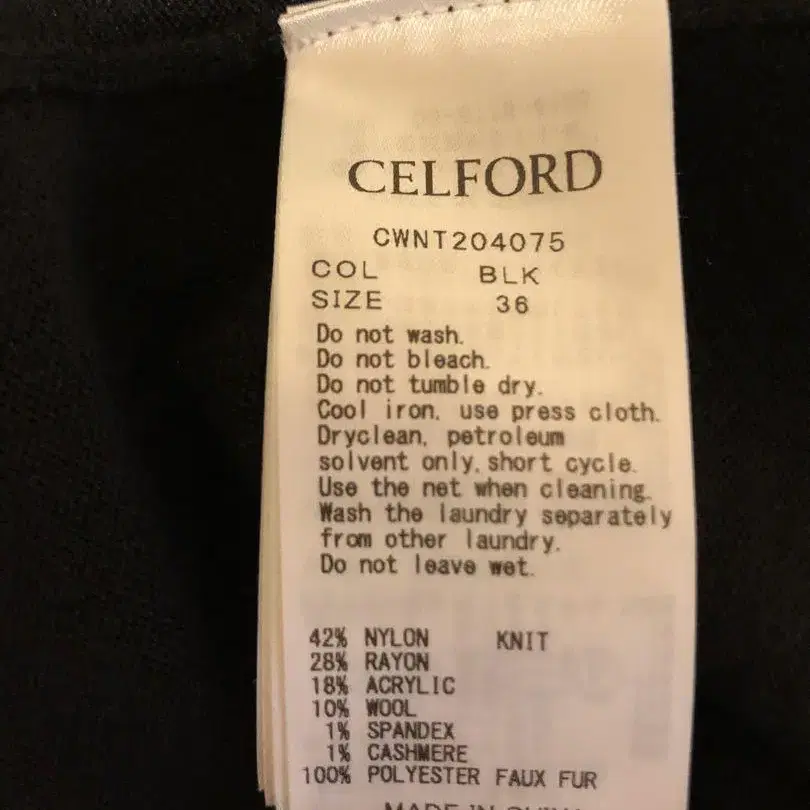 CELFORD
CWNT204075
COL BLK
SIZE 36
Do not wash.
Do not bleach.
Do not tumble dry.
Cool iron, use press cloth.
Dryclean, petroleum
solvent only, short cycle.
Use the net when cleaning.
Wash the laundry separately
from other laundry.
Do not leave wet.
42% NYLON KNIT
28% RAYON
18% ACRYLIC
10% WOOL
1% SPANDEX
1% CASHMERE
100% POLYESTER FAUX FUR
MADE IN CHINA